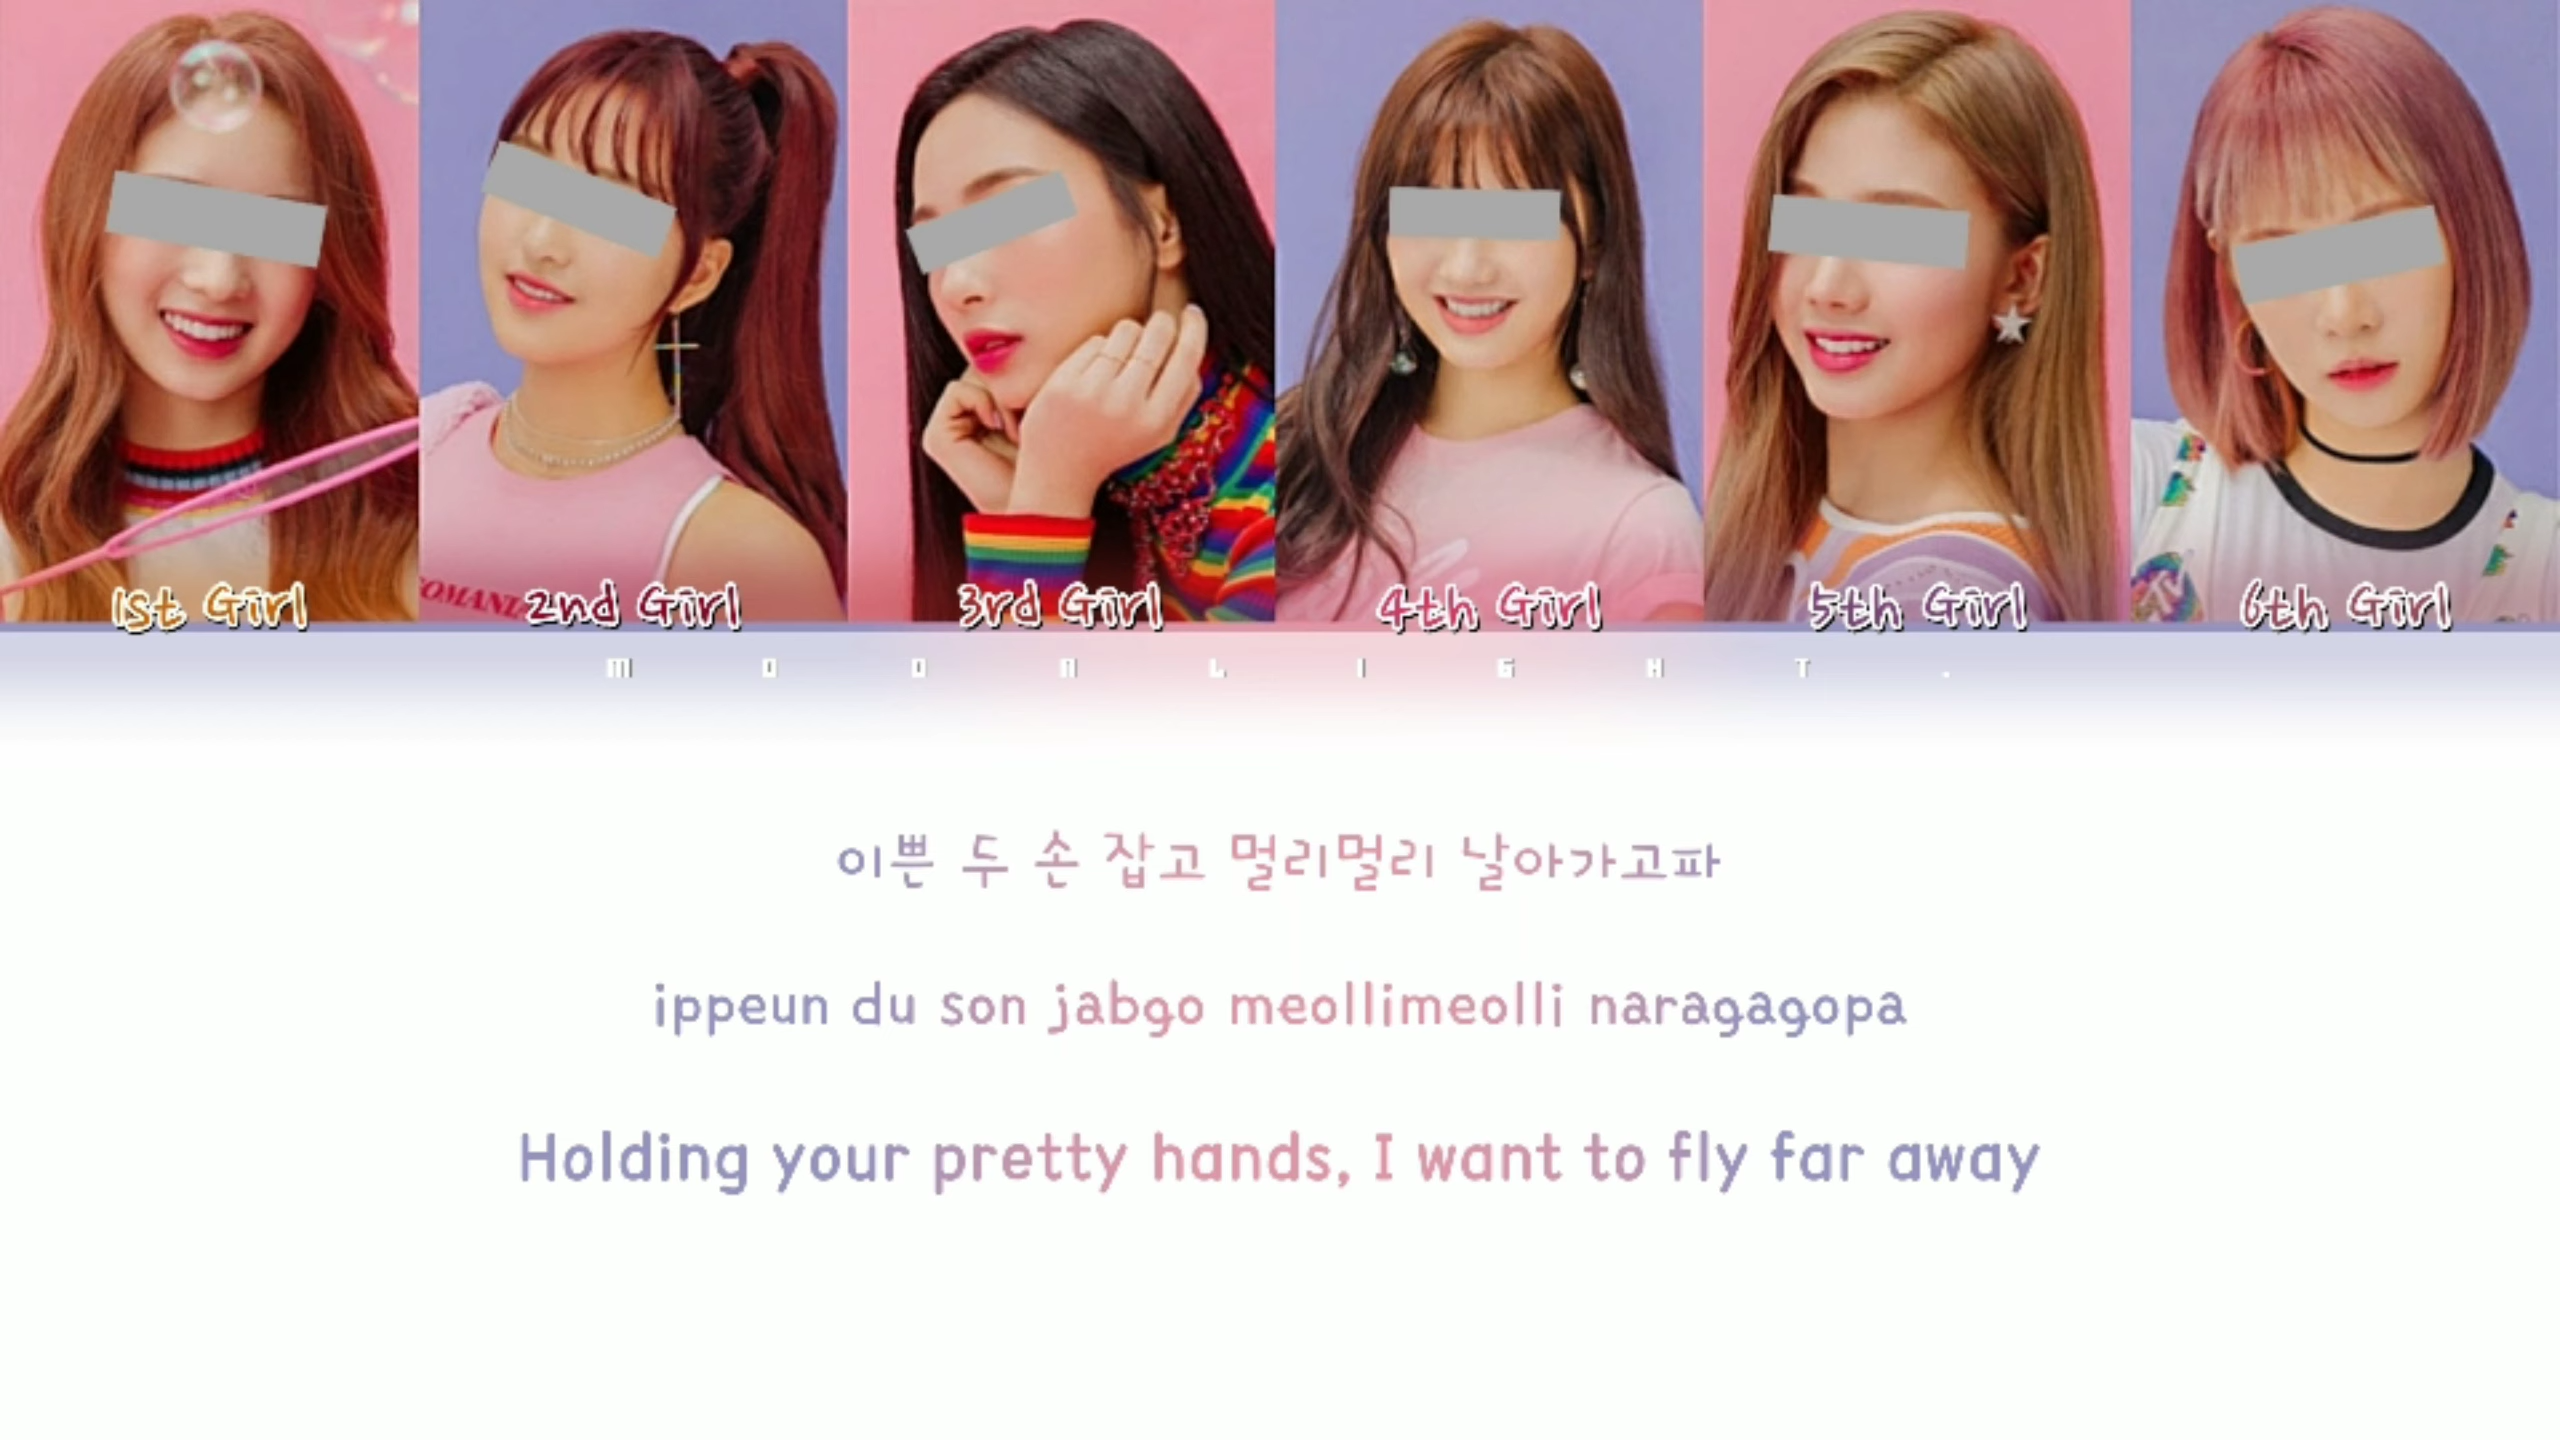 OMANT
1st Girl
2nd Girl
3rd Girl
4th Girl
5th Girl
6th Girl
M O O N L I G H T .
이쁜 두 손 잡고 멀리멀리 날아가고파
ippeun du son jabgo meollimeolli naragagopa
Holding your pretty hands, I want to fly far away